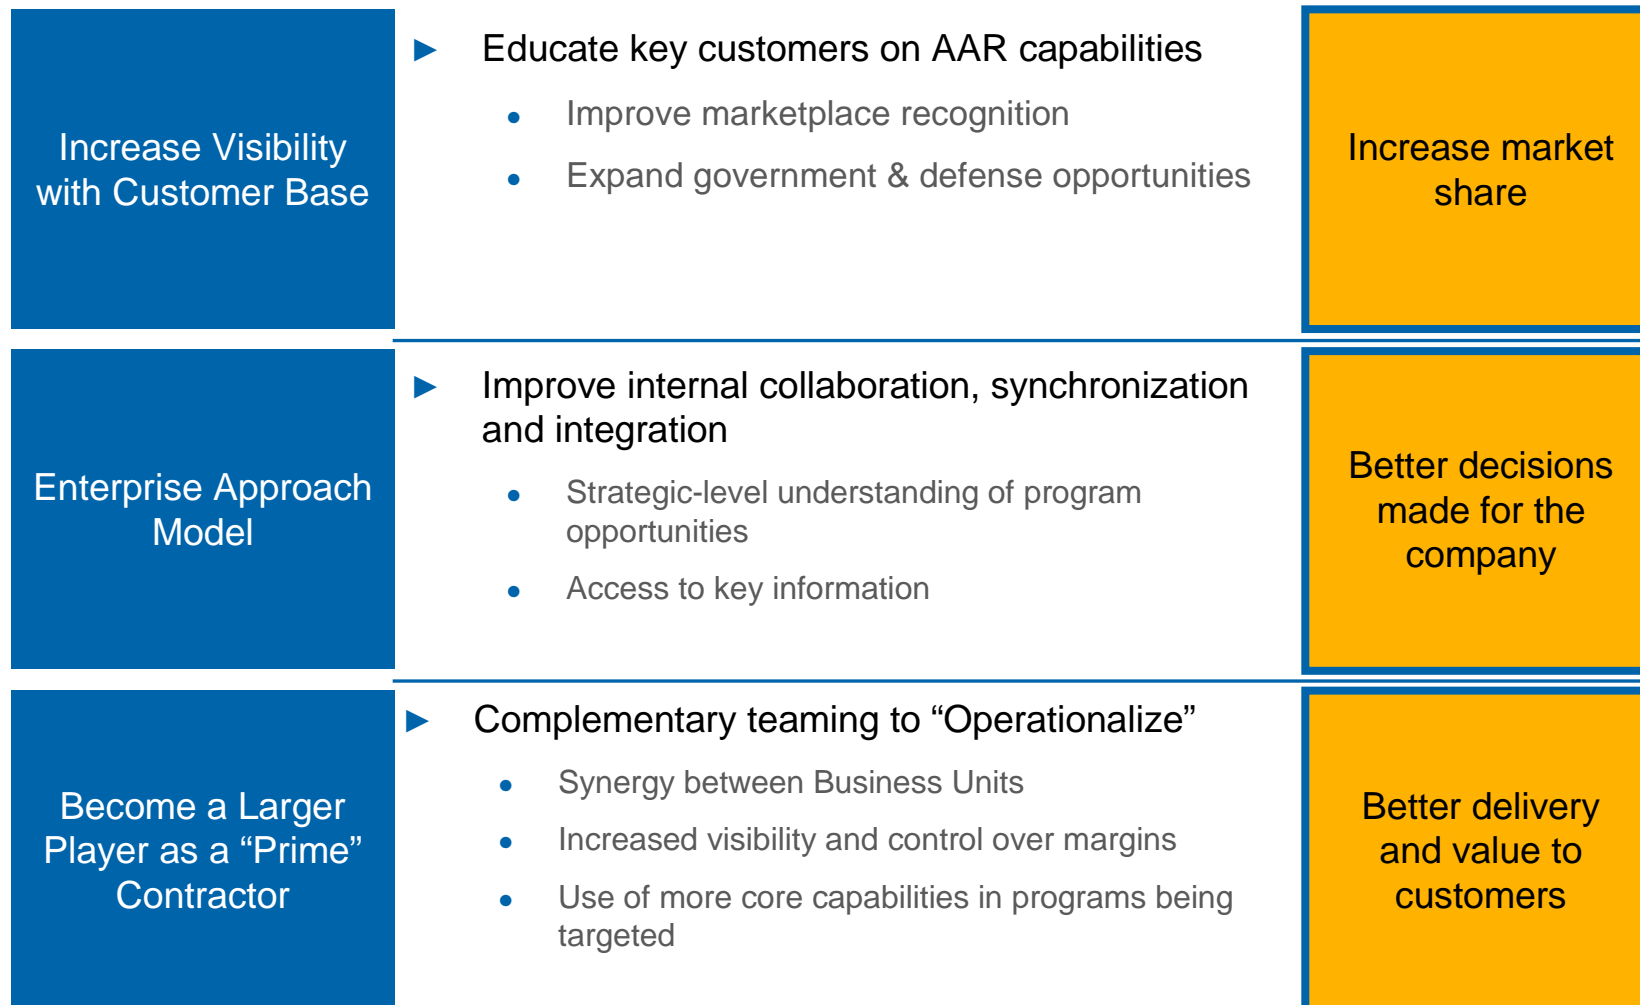 Increase Visibility
with Customer Base
► Educate key customers on AAR capabilities
● Improve marketplace recognition
● Expand government & defense opportunities
Increase market
share
Enterprise Approach
Model
► Improve internal collaboration, synchronization
and integration
● Strategic-level understanding of program
opportunities
● Access to key information
Better decisions
made for the
company
Become a Larger
Player as a “Prime”
Contractor
► Complementary teaming to “Operationalize”
● Synergy between Business Units
● Increased visibility and control over margins
● Use of more core capabilities in programs being
targeted
Better delivery
and value to
customers